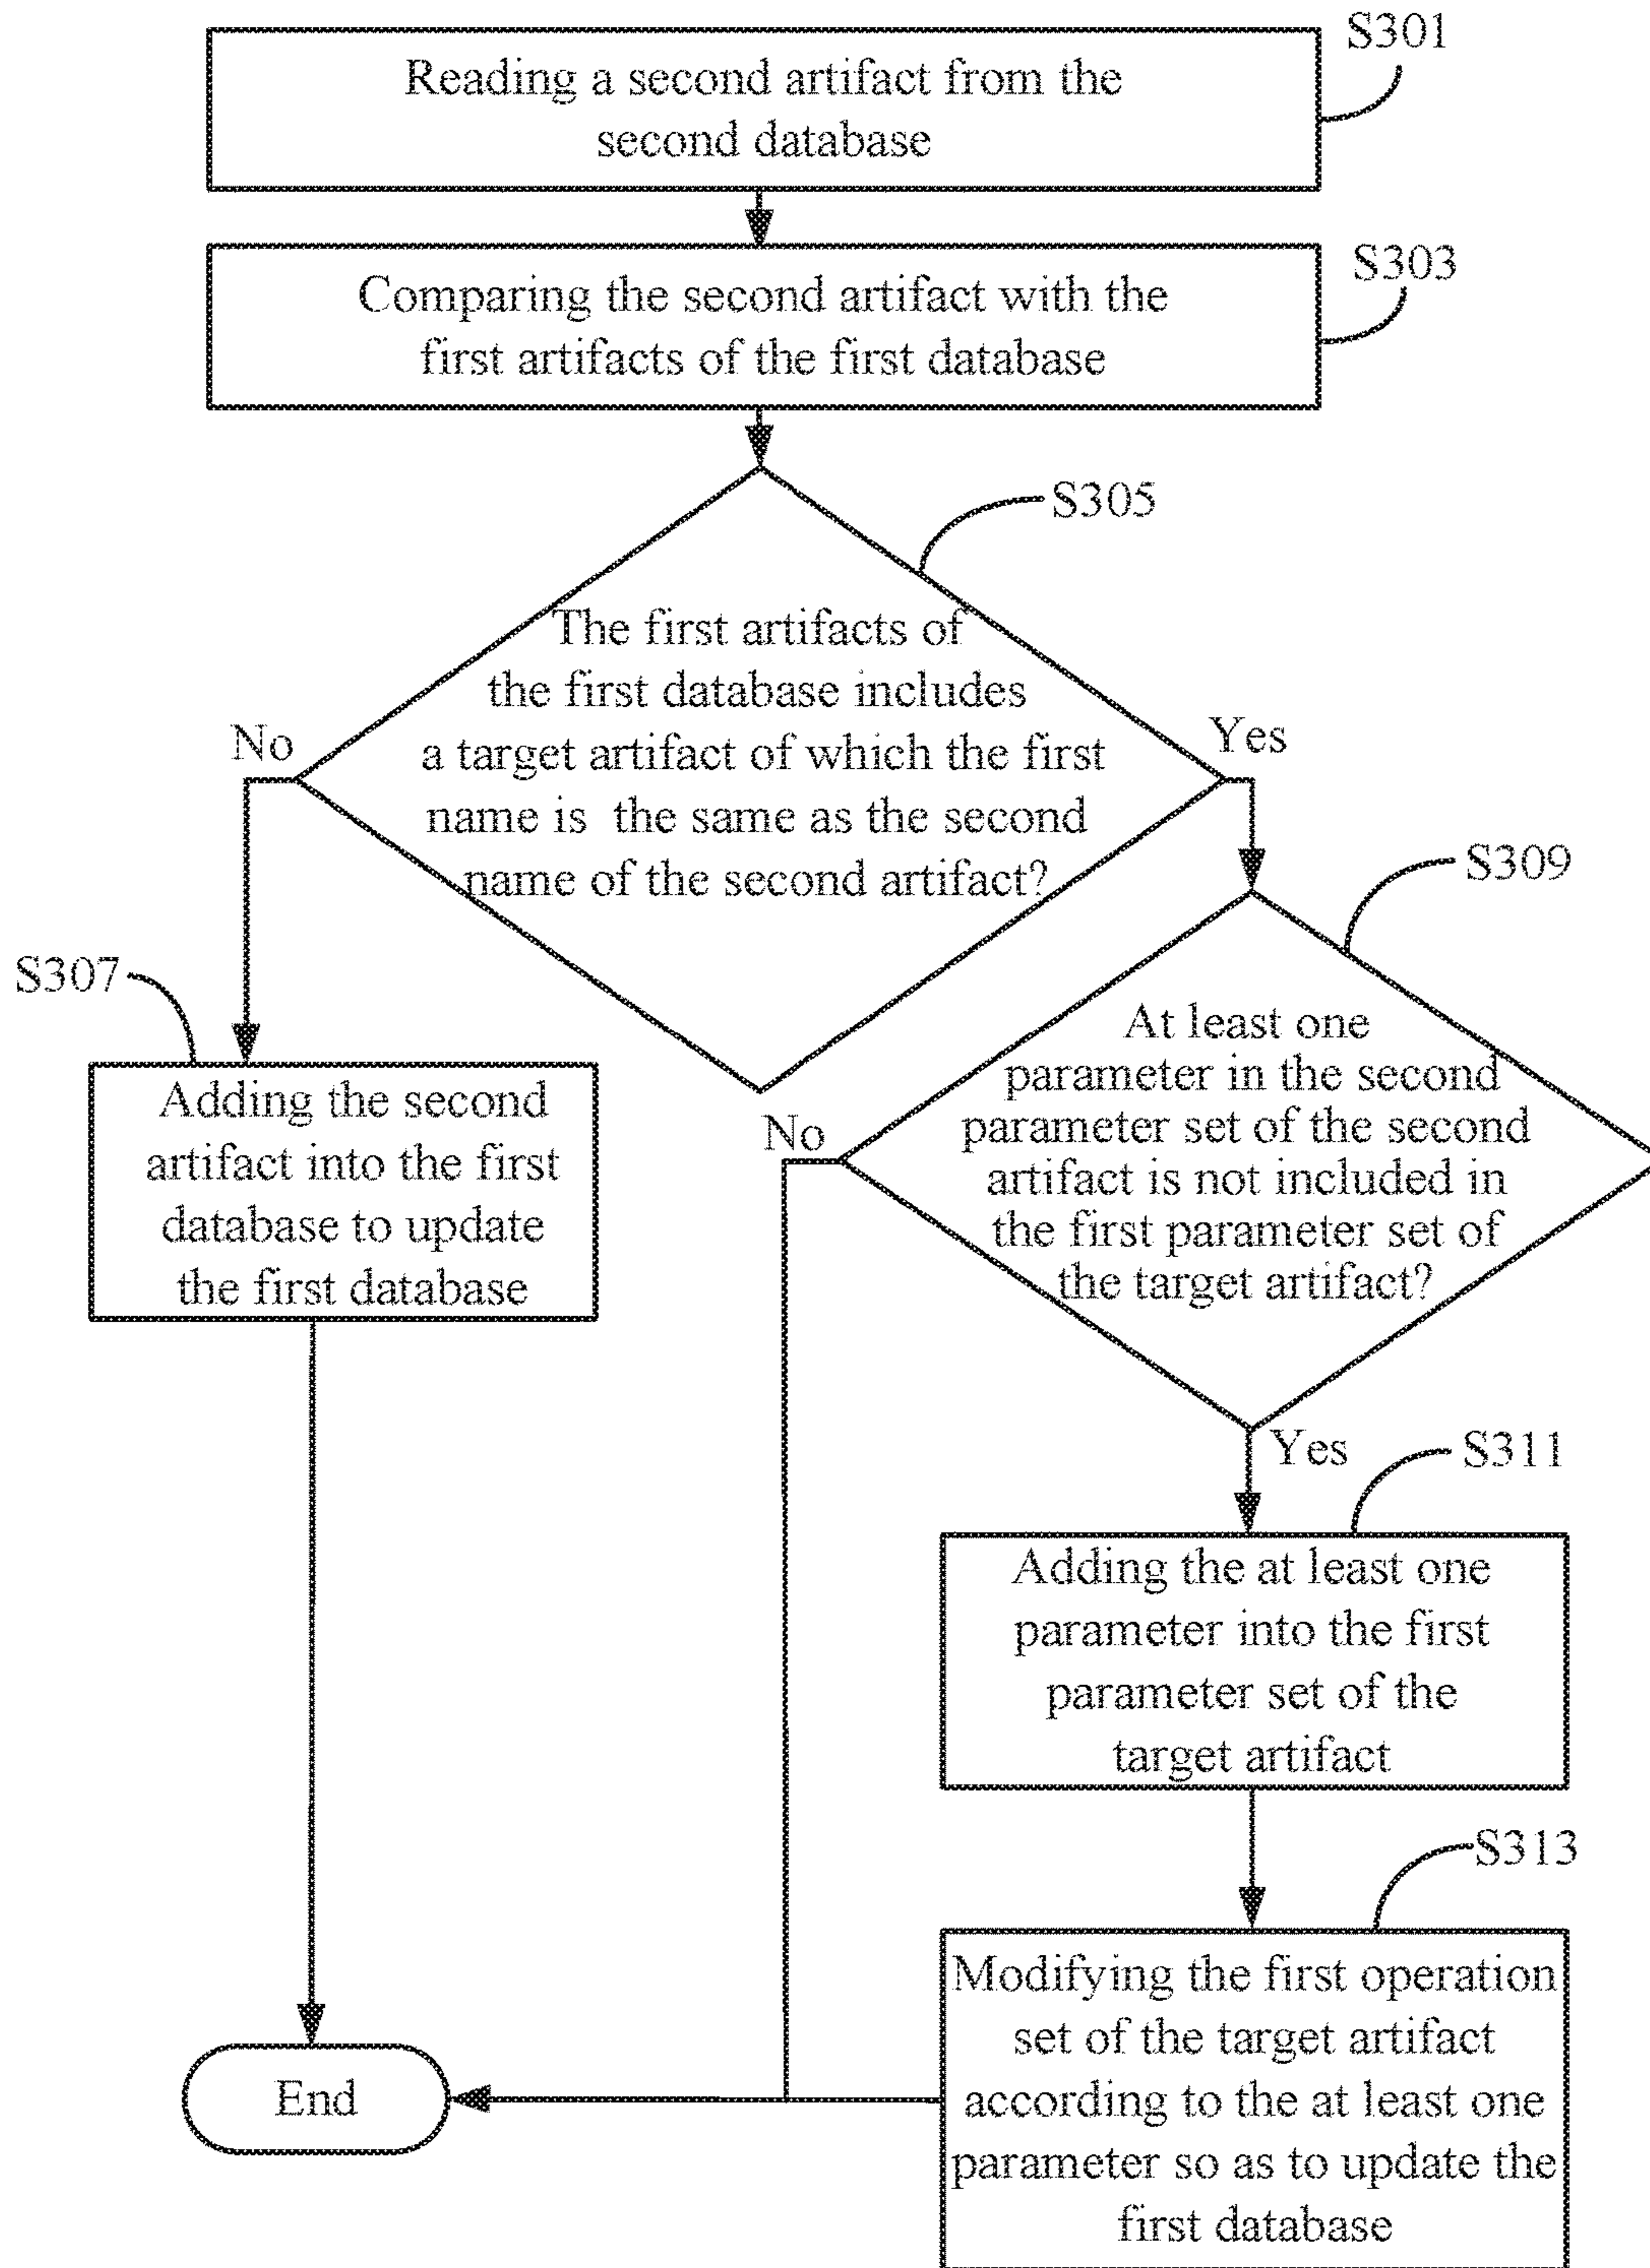 S301
Reading a second artifact from the
second database
S303
Comparing the second artifact with the
first artifacts of the first database
S305
The first artifacts of
the first database includes
a target artifact of which the first
name is the same as the second
name of the second artifact?
No
Yes
S307
Adding the second
artifact into the first
database to update
the first database
S309
At least one
parameter in the second
parameter set of the second
artifact is not included in
the first parameter set of
the target artifact?
No
Yes
S311
Adding the at least one
parameter into the first
parameter set of the
target artifact
S313
Modifying the first operation
set of the target artifact
according to the at least one
parameter so as to update the
first database
End